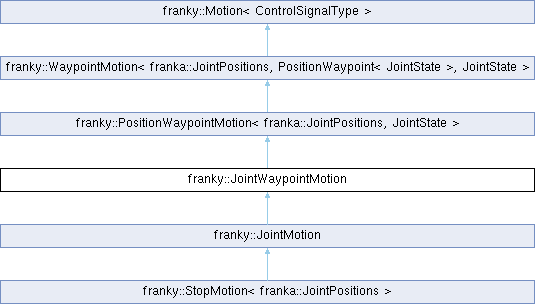 franky::Motion< ControlSignalType >
franky::WaypointMotion< franka::JointPositions, PositionWaypoint< JointState >, JointState >
franky::PositionWaypointMotion< franka::JointPositions, JointState >
franky::JointWaypointMotion
franky::JointMotion
franky::StopMotion< franka::JointPositions >